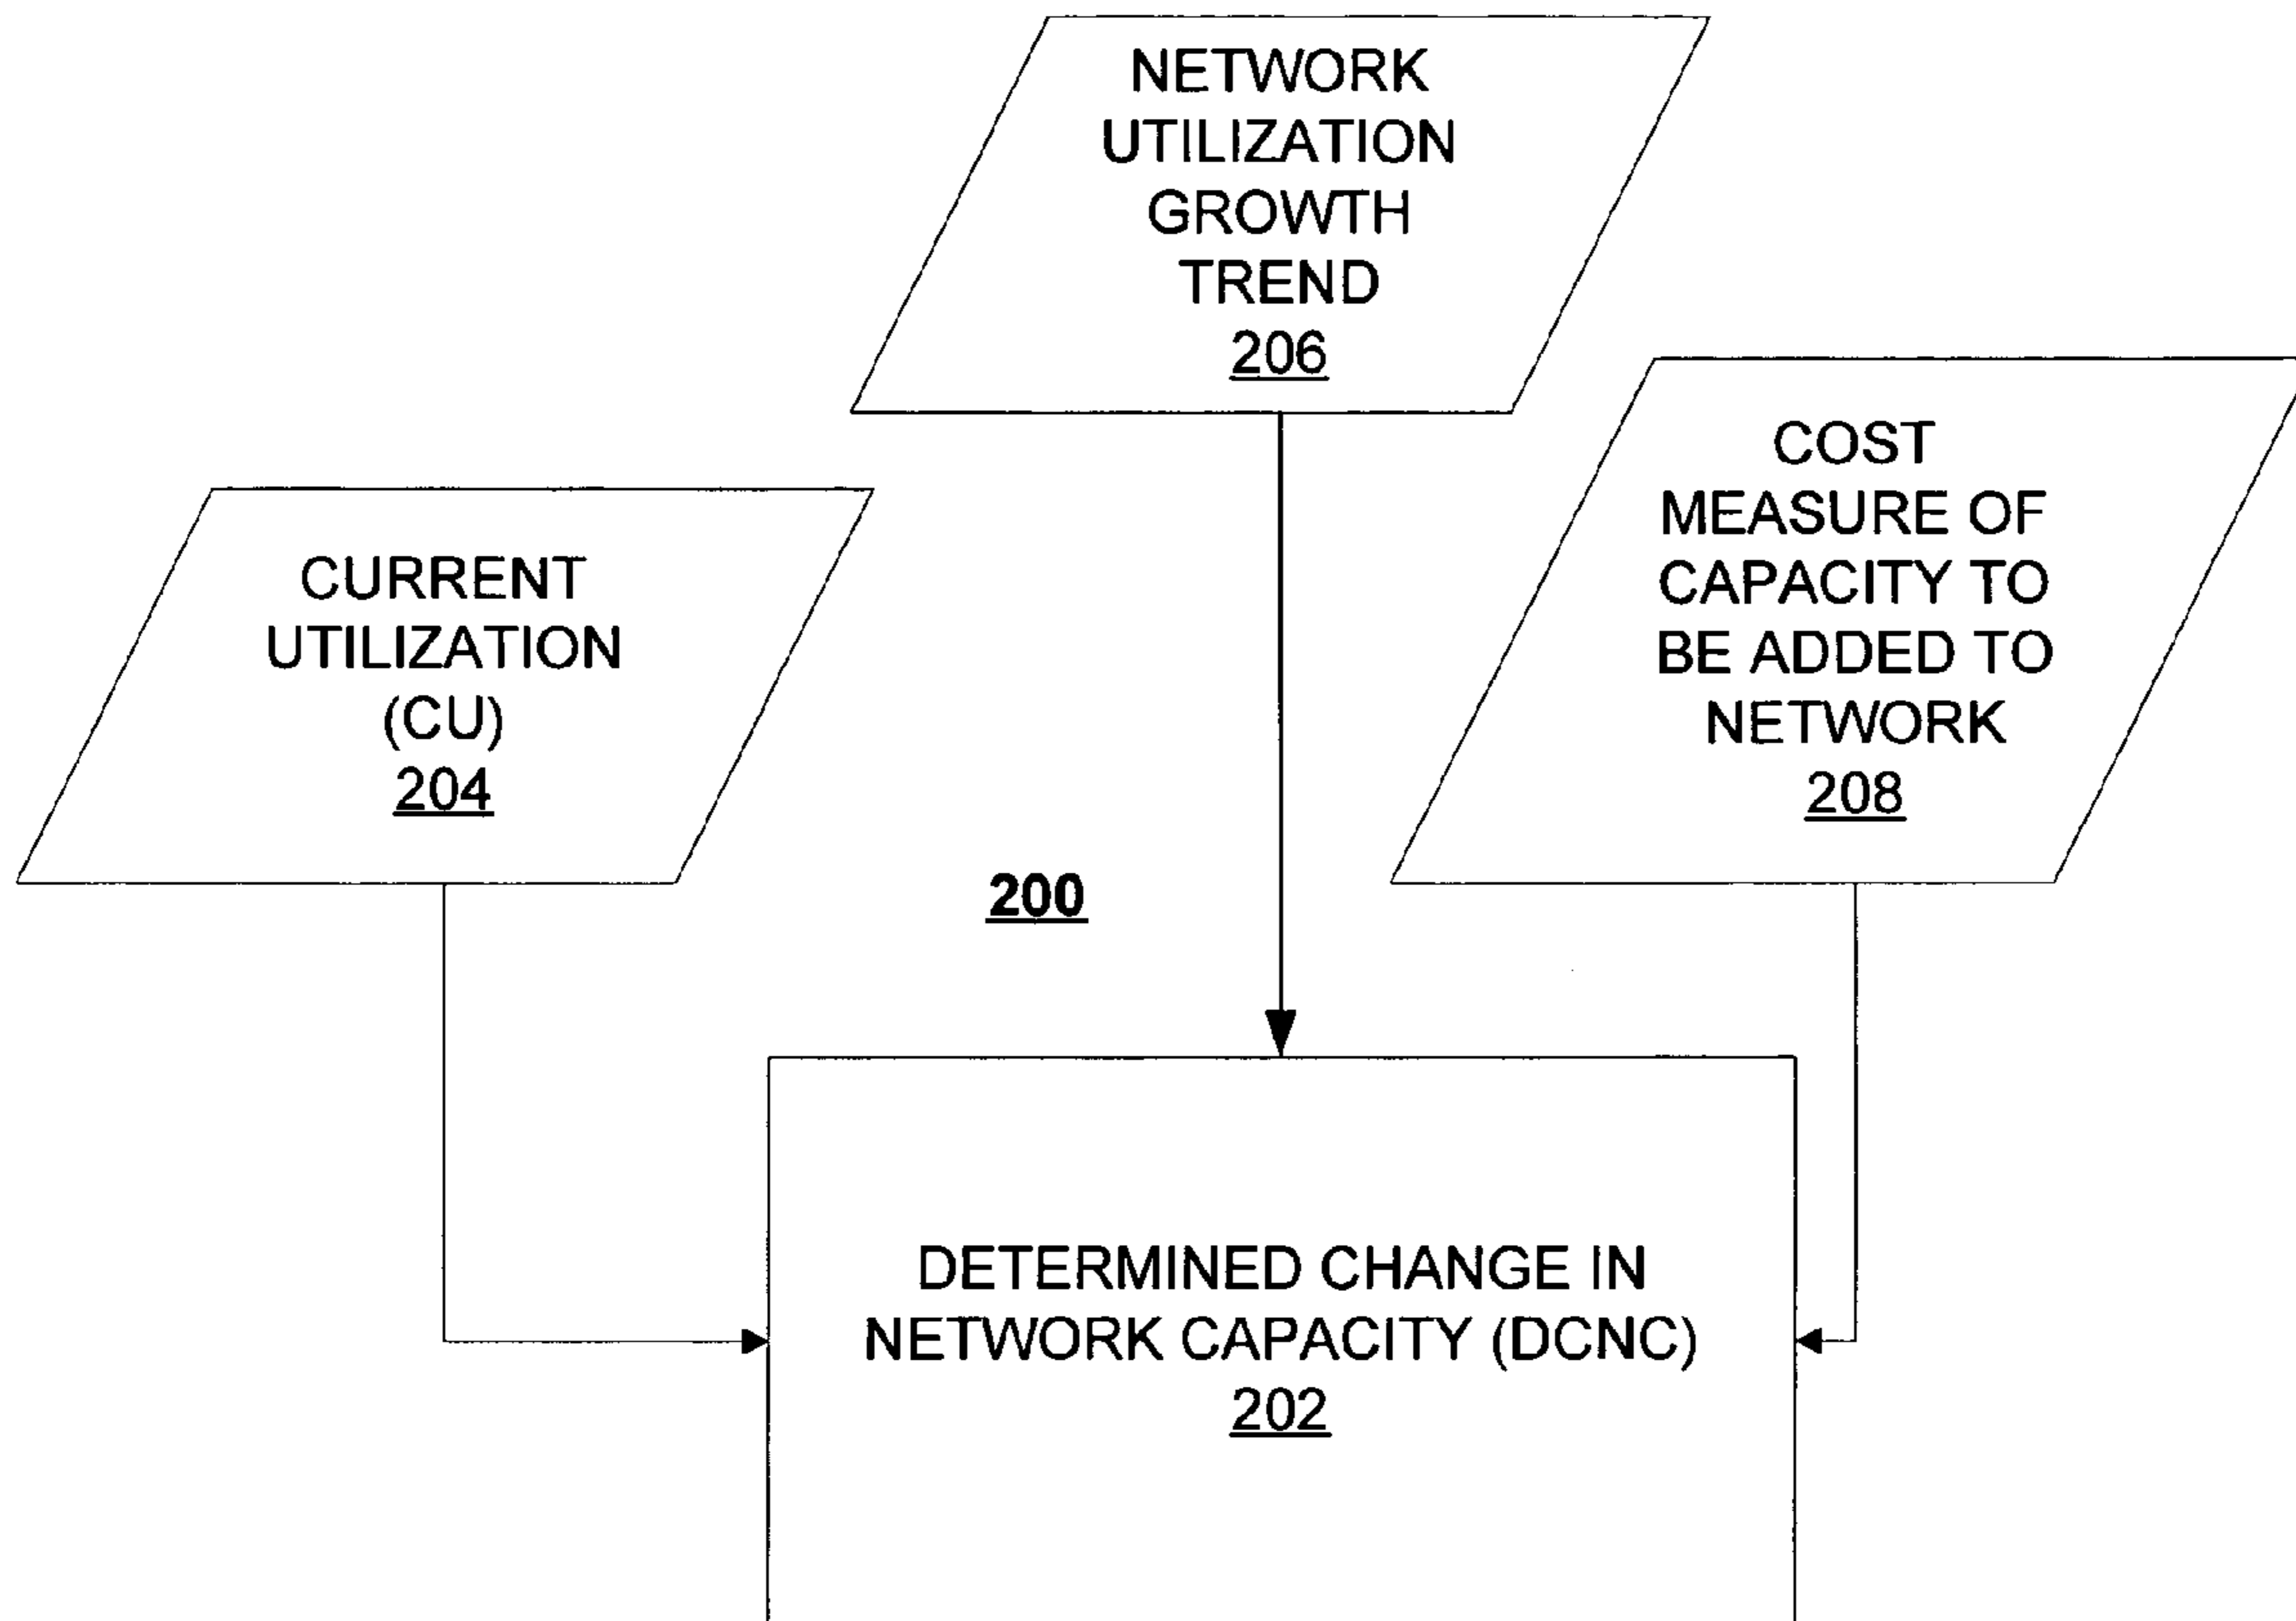 NETWORK
UTILIZATION
GROWTH
TREND
206
COST
MEASURE OF
CAPACITY TO
BE ADDED TO
NETWORK
208
CURRENT
UTILIZATION
(CU)
204
200
DETERMINED CHANGE IN
NETWORK CAPACITY (DCNC)
202